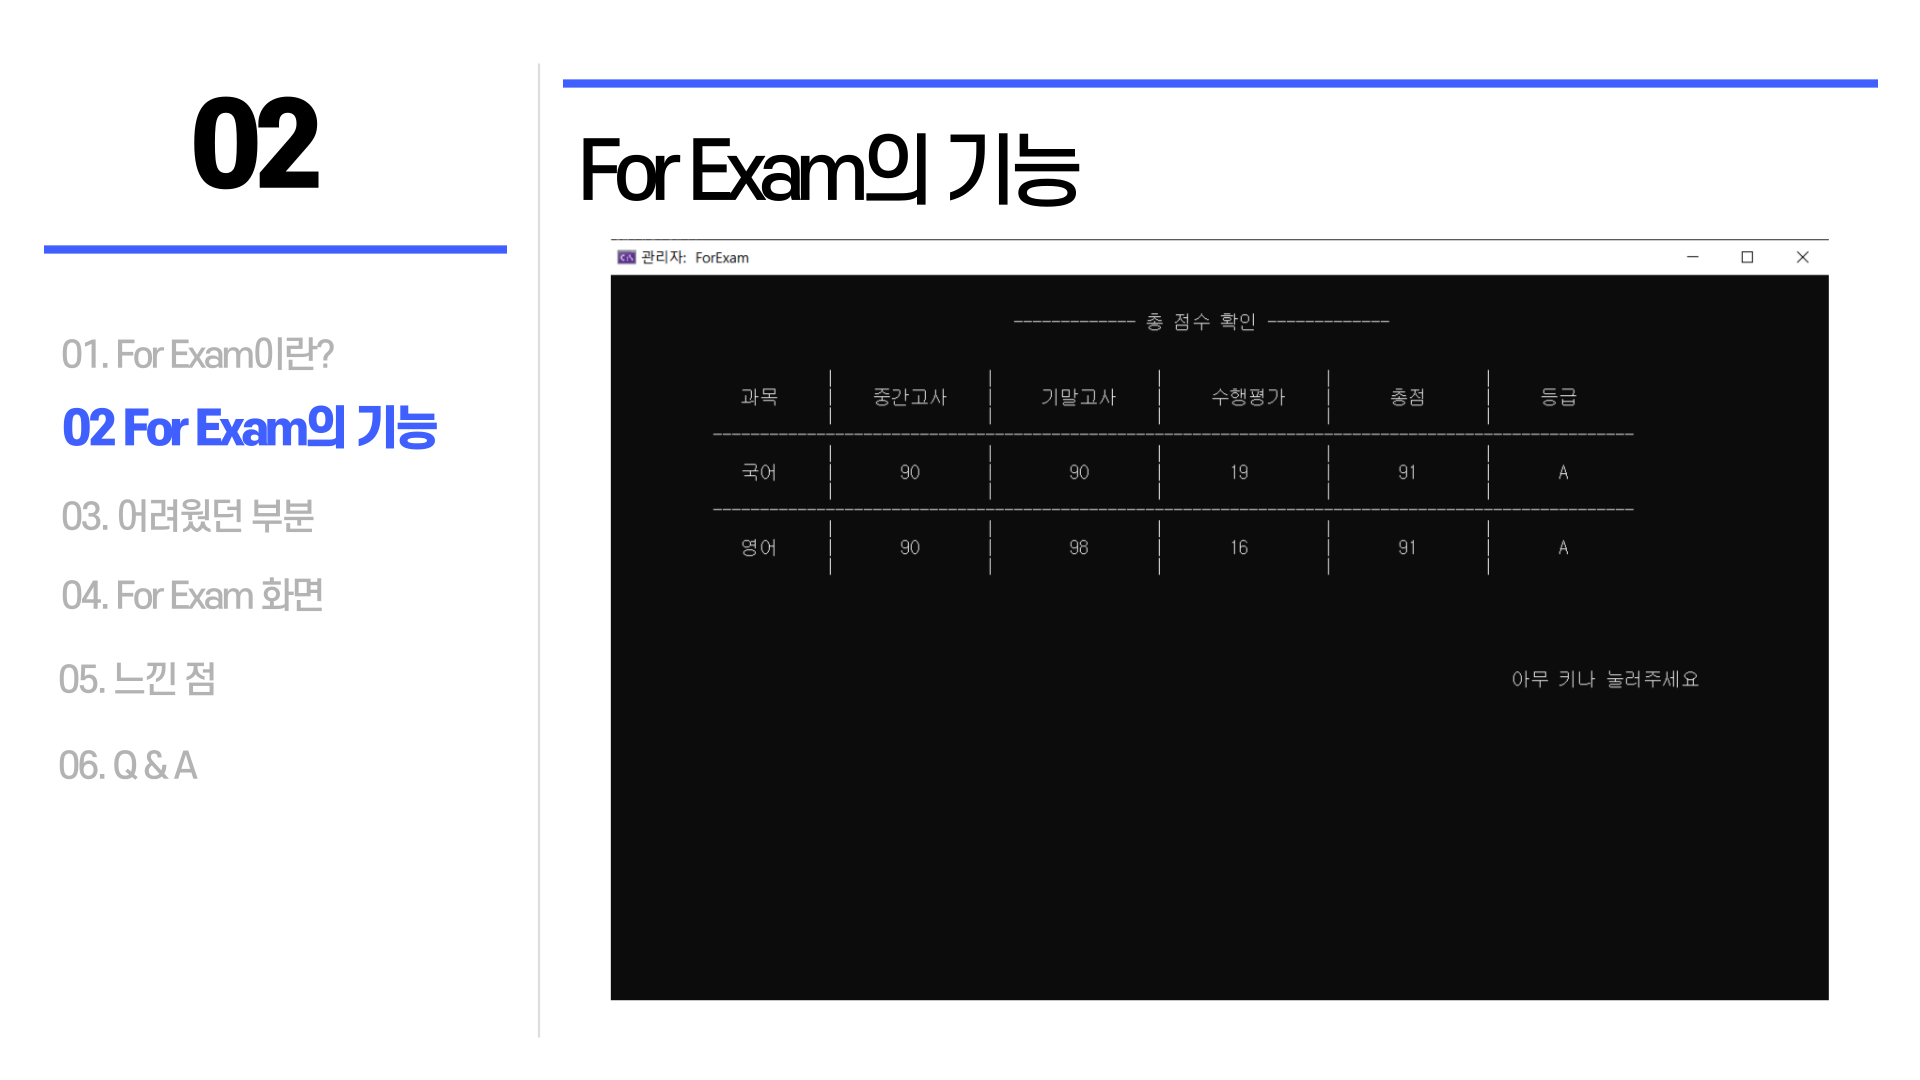 02
01. For Exam이란?
02 For Exam의 기능
03. 어려웠던 부분
04. For Exam 화면
05. 느낀 점
06. Q & A
For Exam의 기능
관리자: ForExam
------------- 총 점수 확인 -------------
과목 | 중간고사 | 기말고사 | 수행평가 | 총점 | 등급
국어 | 90 | 90 | 19 | 91 | A
영어 | 90 | 98 | 16 | 91 | A
아무 키나 눌러주세요